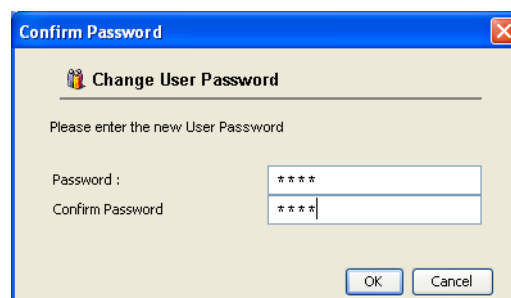 Confirm Password
Change User Password
Please enter the new User Password
Password : ****
Confirm Password ****
OK Cancel